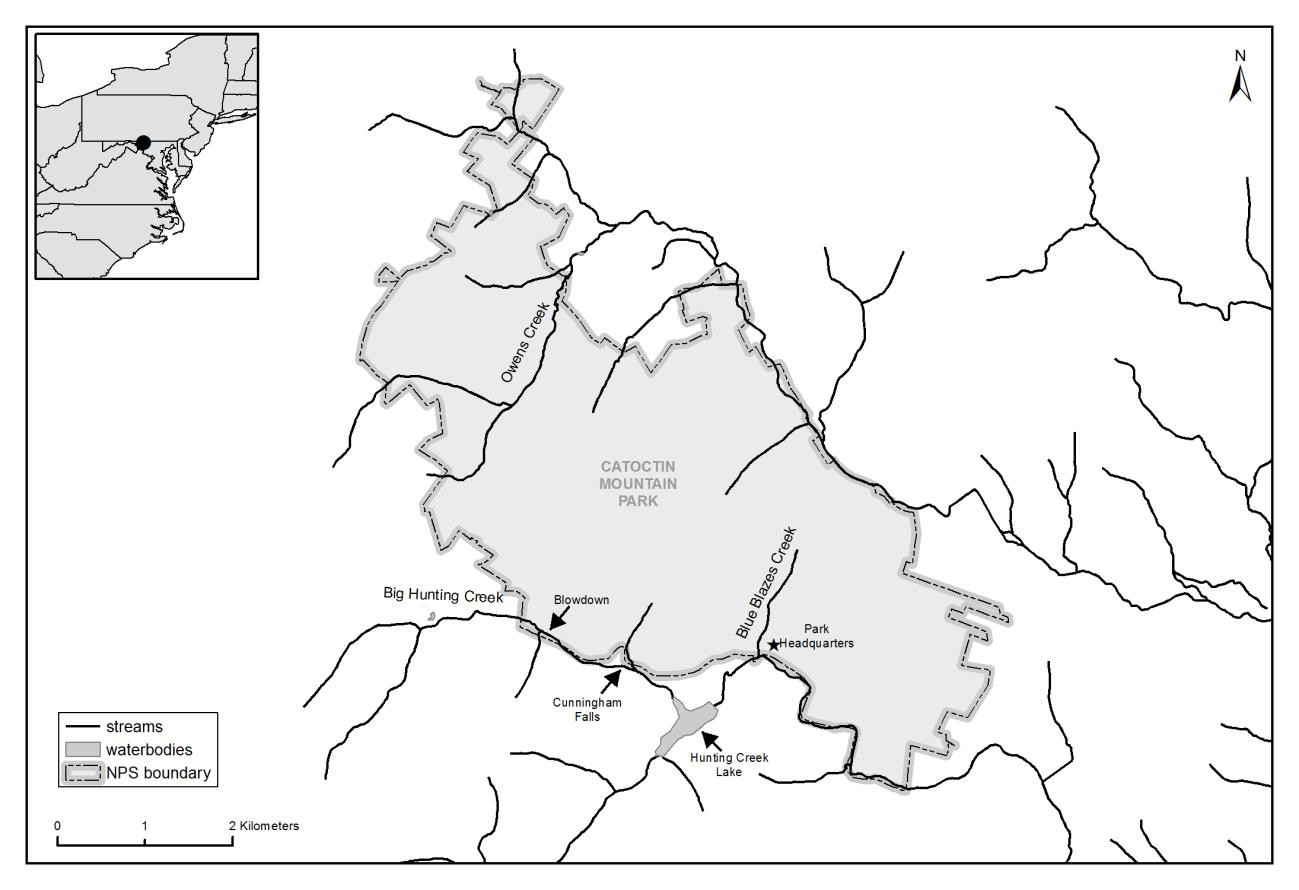 N
Owens Creek
CATOCTIN
MOUNTAIN
PARK
Blue Blazes Creek
Big Hunting Creek
Blowdown
Park
Headquarters
Cunningham
Falls
Hunting Creek
Lake
streams
waterbodies
NPS boundary
0 1 2 Kilometers